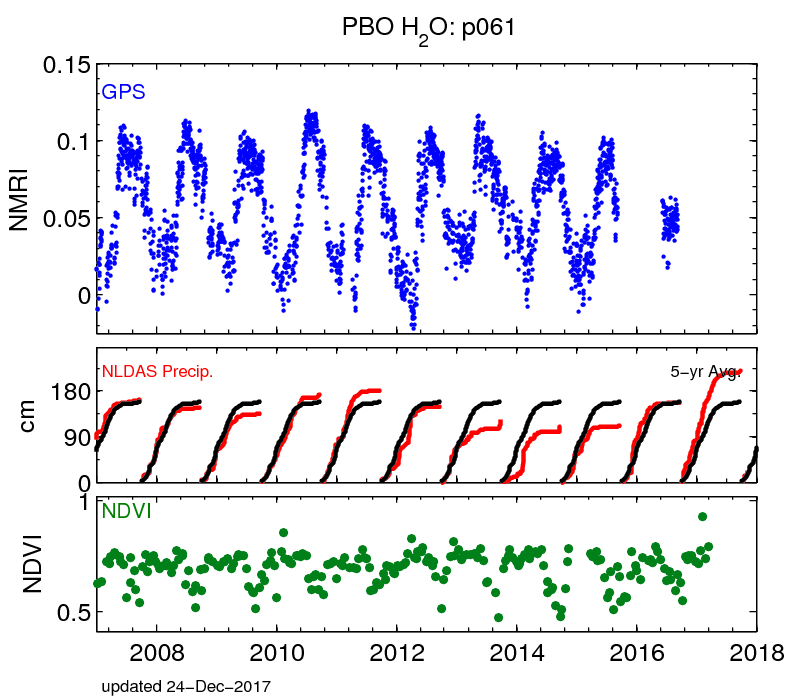 PBO H2O: p061
0.15
GPS
0.1
NMRI
0.05
0
NLDAS Precip. 5-yr Avg.
180
cm
90
0
1
NDVI
NDVI
0.5
2008 2010 2012 2014 2016 2018
updated 24-Dec-2017